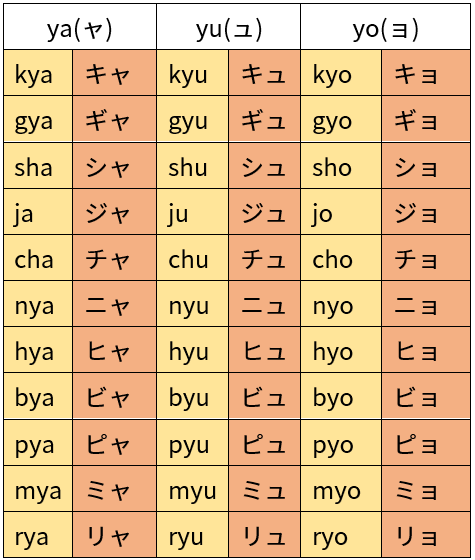 ya(ャ) yu(ュ) yo(ョ)
kya キャ kyu キュ kyo キョ
gya ギャ gyu ギュ gyo ギョ
sha シャ shu シュ sho ショ
ja ジャ ju ジュ jo ジョ
cha チャ chu チュ cho チョ
nya ニャ nyu ニュ nyo ニョ
hya ヒャ hyu ヒュ hyo ヒョ
bya ビャ byu ビュ byo ビョ
pya ピャ pyu ピュ pyo ピョ
mya ミャ myu ミュ myo ミョ
rya リャ ryu リュ ryo リョ